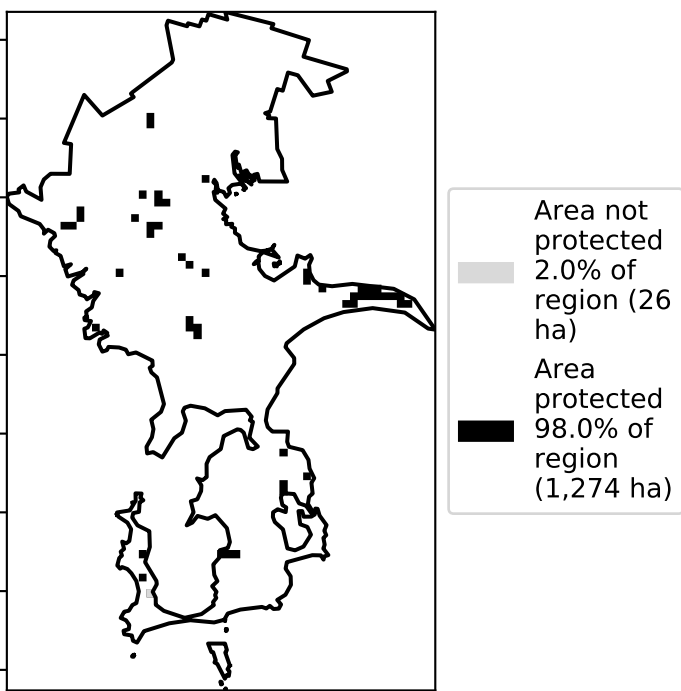 Area not
protected
2.0% of
region (26
ha)
Area
protected
98.0% of
region
(1,274 ha)